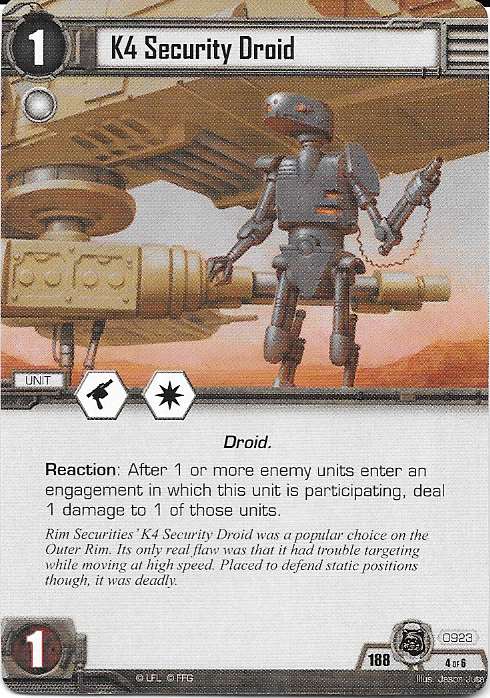 1
K4 Security Droid
UNIT
Droid.
Reaction: After 1 or more enemy units enter an
engagement in which this unit is participating, deal
1 damage to 1 of those units.
Rim Securities' K4 Security Droid was a popular choice on the
Outer Rim. Its only real flaw was that it had trouble targeting
while moving at high speed. Placed to defend static positions
though, it was deadly.
1
188
0923
4 OF 6
© LFL © FFG
Illus. Jason Juta